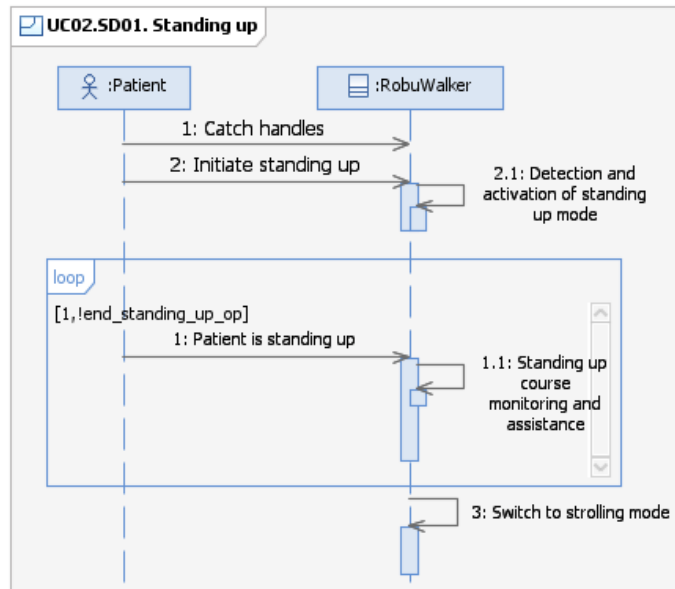 UC02.SD01. Standing up
:Patient
:RobuWalker
1: Catch handles
2: Initiate standing up
2.1: Detection and
activation of standing
up mode
loop
[1,!end_standing_up_op]
1: Patient is standing up
1.1: Standing up
course
monitoring and
assistance
3: Switch to strolling mode